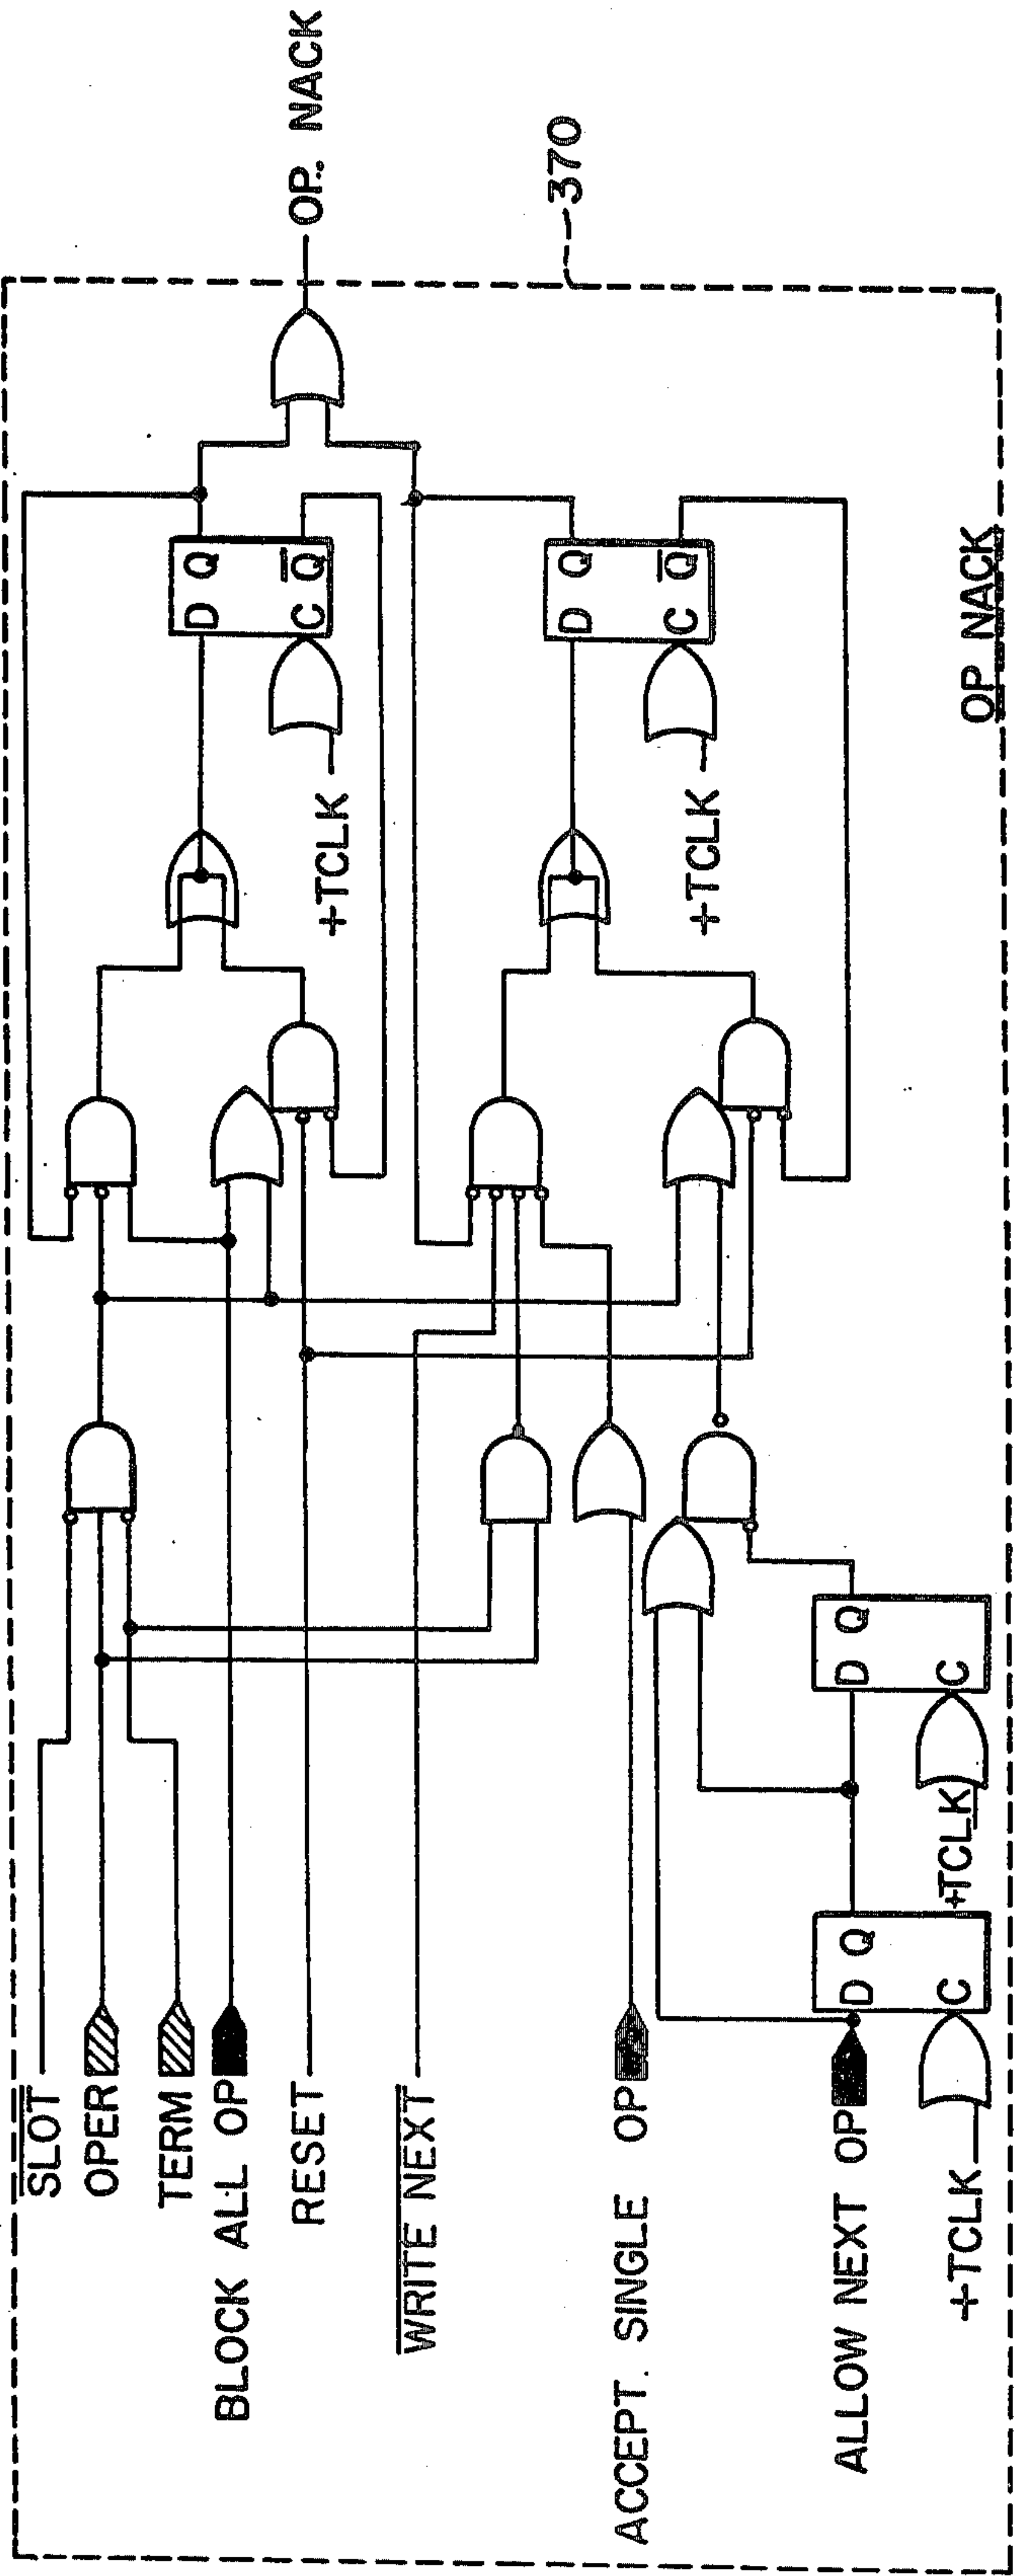 SLOT
OPER
TERM
BLOCK ALL OP
RESET
WRITE NEXT
ACCEPT. SINGLE OP
ALLOW NEXT OP
+TCLK
D Q
C
+TCLK
D Q
C
+TCLK
D Q
C Q
+TCLK
D Q
C Q
OP. NACK
370
OP NACK